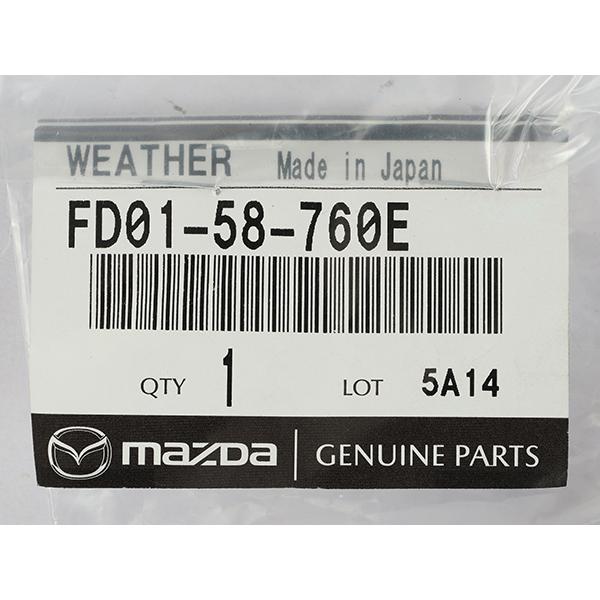 WEATHER Made in Japan
FD01-58-760E
QTY 1 LOT 5A14
mazda GENUINE PARTS